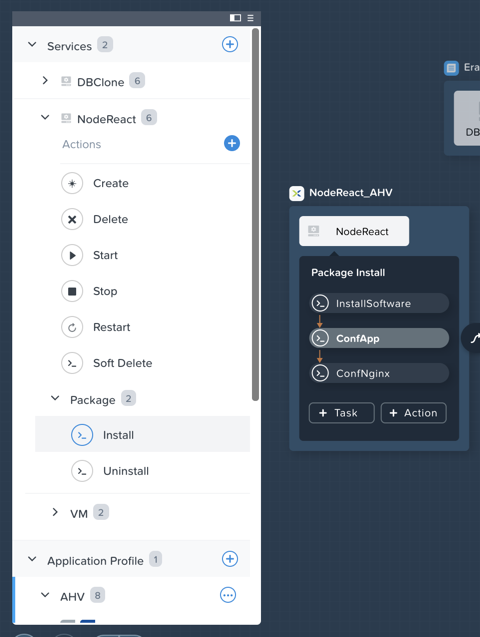 Services 2
DBClone 6
NodeReact 6
Actions
Create
Delete
Start
Stop
Restart
Soft Delete
Package 2
Install
Uninstall
VM 2
Application Profile 1
AHV 8
Era
DB
NodeReact_AHV
NodeReact
Package Install
InstallSoftware
ConfApp
ConfNginx
+ Task
+ Action